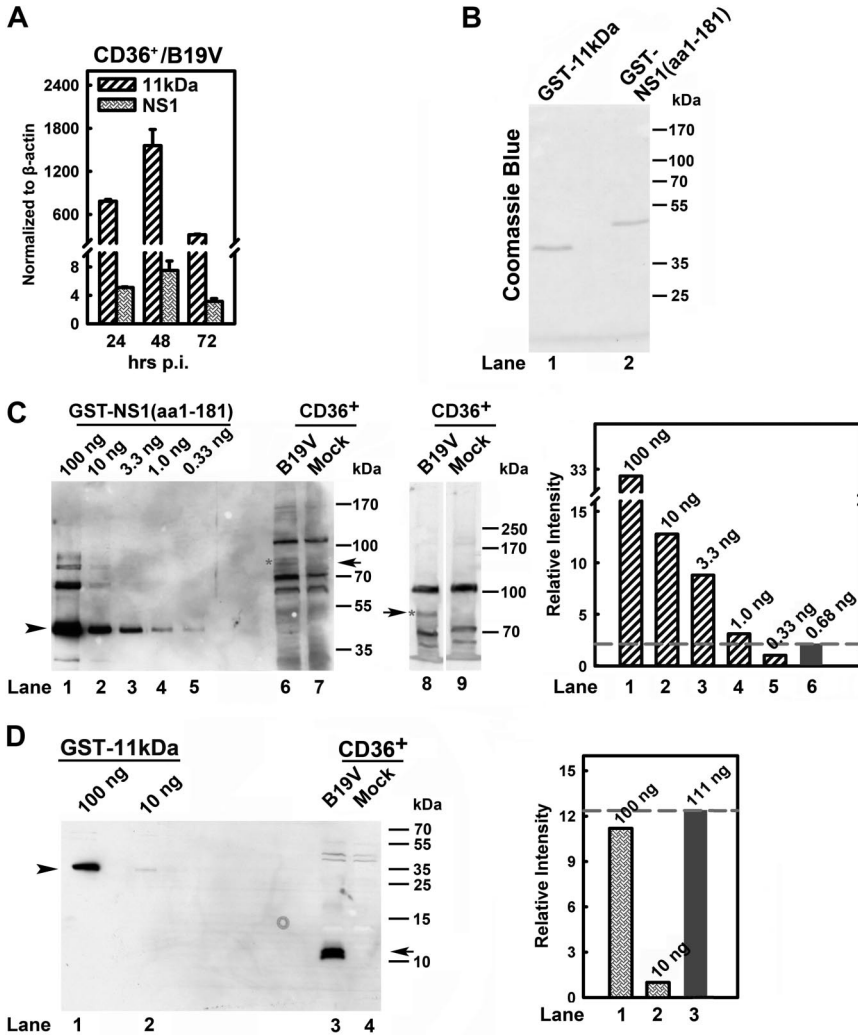 A
CD36+/B19V
2400
1800
1200
600
8
4
0
Normalized to β-actin
11kDa
NS1
24 48 72
hrs p.i.
B
GST-11kDa
GST-
NS1(aa1-181)
kDa
170
100
70
55
35
25
Coomassie Blue
Lane 1 2
C
GST-NS1(aa1-181)
100 ng
10 ng
3.3 ng
1.0 ng
0.33 ng
CD36+
B19V
Mock
kDa
170
100
70
55
35
*
Lane 1 2 3 4 5 6 7
CD36+
B19V
Mock
kDa
250
170
100
70
*
8 9
Relative Intensity
33
15
10
5
0
100 ng
10 ng
3.3 ng
1.0 ng
0.33 ng
0.68 ng
Lane 1 2 3 4 5 6
D
GST-11kDa
100 ng
10 ng
CD36+
B19V
Mock
kDa
70
55
35
25
15
10
Lane 1 2 3 4
Relative Intensity
15
12
9
6
3
0
100 ng
10 ng
111 ng
Lane 1 2 3